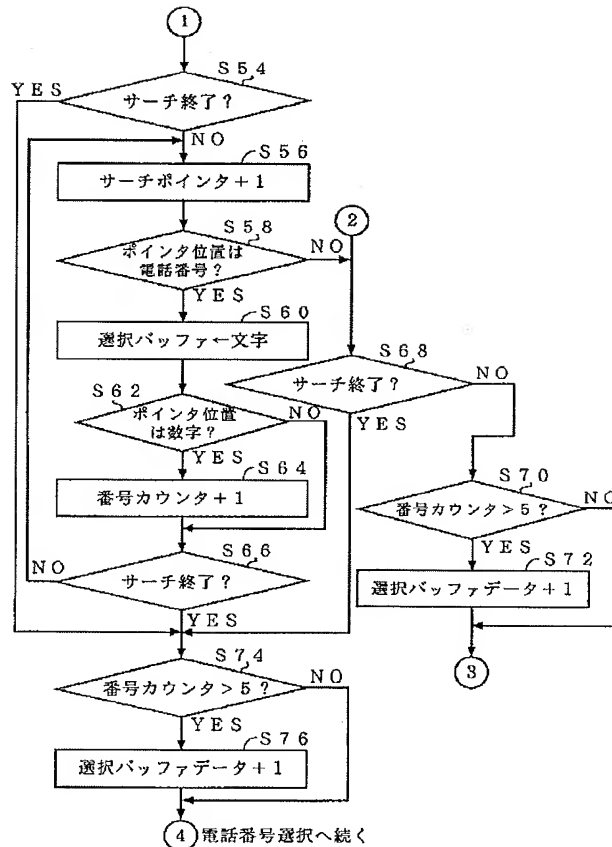 1
S54
YES
サーチ終了?
NO
S56
サーチポインタ+1
2
S58
ポインタ位置は
電話番号?
NO
YES
S60
選択バッファ←文字
S68
サーチ終了?
NO
YES
S62
ポインタ位置
は数字?
NO
YES
S64
番号カウンタ+1
S70
番号カウンタ>5?
NO
YES
S66
サーチ終了?
NO
YES
S72
選択バッファデータ+1
3
S74
番号カウンタ>5?
NO
YES
S76
選択バッファデータ+1
4 電話番号選択へ続く